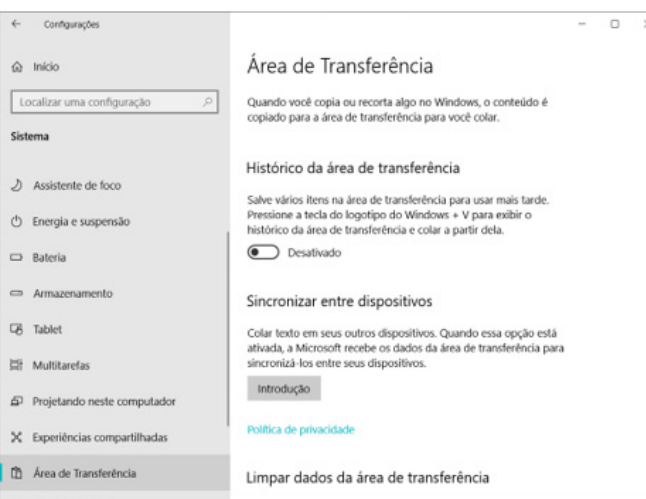 Configurações
Início
Localizar uma configuração
Sistema
Assistente de foco
Energia e suspensão
Bateria
Armazenamento
Tablet
Multitarefas
Projetando neste computador
Experiências compartilhadas
Área de Transferência
Área de Transferência
Quando você copia ou recorta algo no Windows, o conteúdo é
copiado para a área de transferência para você colar.
Histórico da área de transferência
Salve vários itens na área de transferência para usar mais tarde.
Pressione a tecla do logotipo do Windows + V para exibir o
histórico da área de transferência e colar a partir dela.
Desativado
Sincronizar entre dispositivos
Colar texto em seus outros dispositivos. Quando essa opção está
ativada, a Microsoft recebe os dados da área de transferência para
sincronizá-los entre seus dispositivos.
Introdução
Política de privacidade
Limpar dados da área de transferência